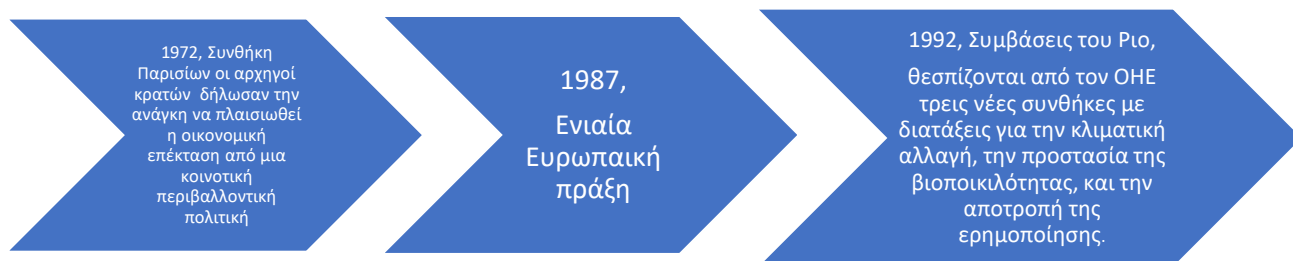 1972, Συνθήκη
Παρισίων οι αρχηγοί
κρατών δήλωσαν την
ανάγκη να πλαισιωθεί
η οικονομική
επέκταση από μια
κοινοτική
περιβαλλοντική
πολιτική
1987,
Ενιαία
Ευρωπαική
πράξη
1992, Συμβάσεις του Ριο,
θεσπίζονται από τον ΟΗΕ
τρεις νέες συνθήκες με
διατάξεις για την κλιματική
αλλαγή, την προστασία της
βιοποικιλότητας, και την
αποτροπή της
ερημοποίησης.